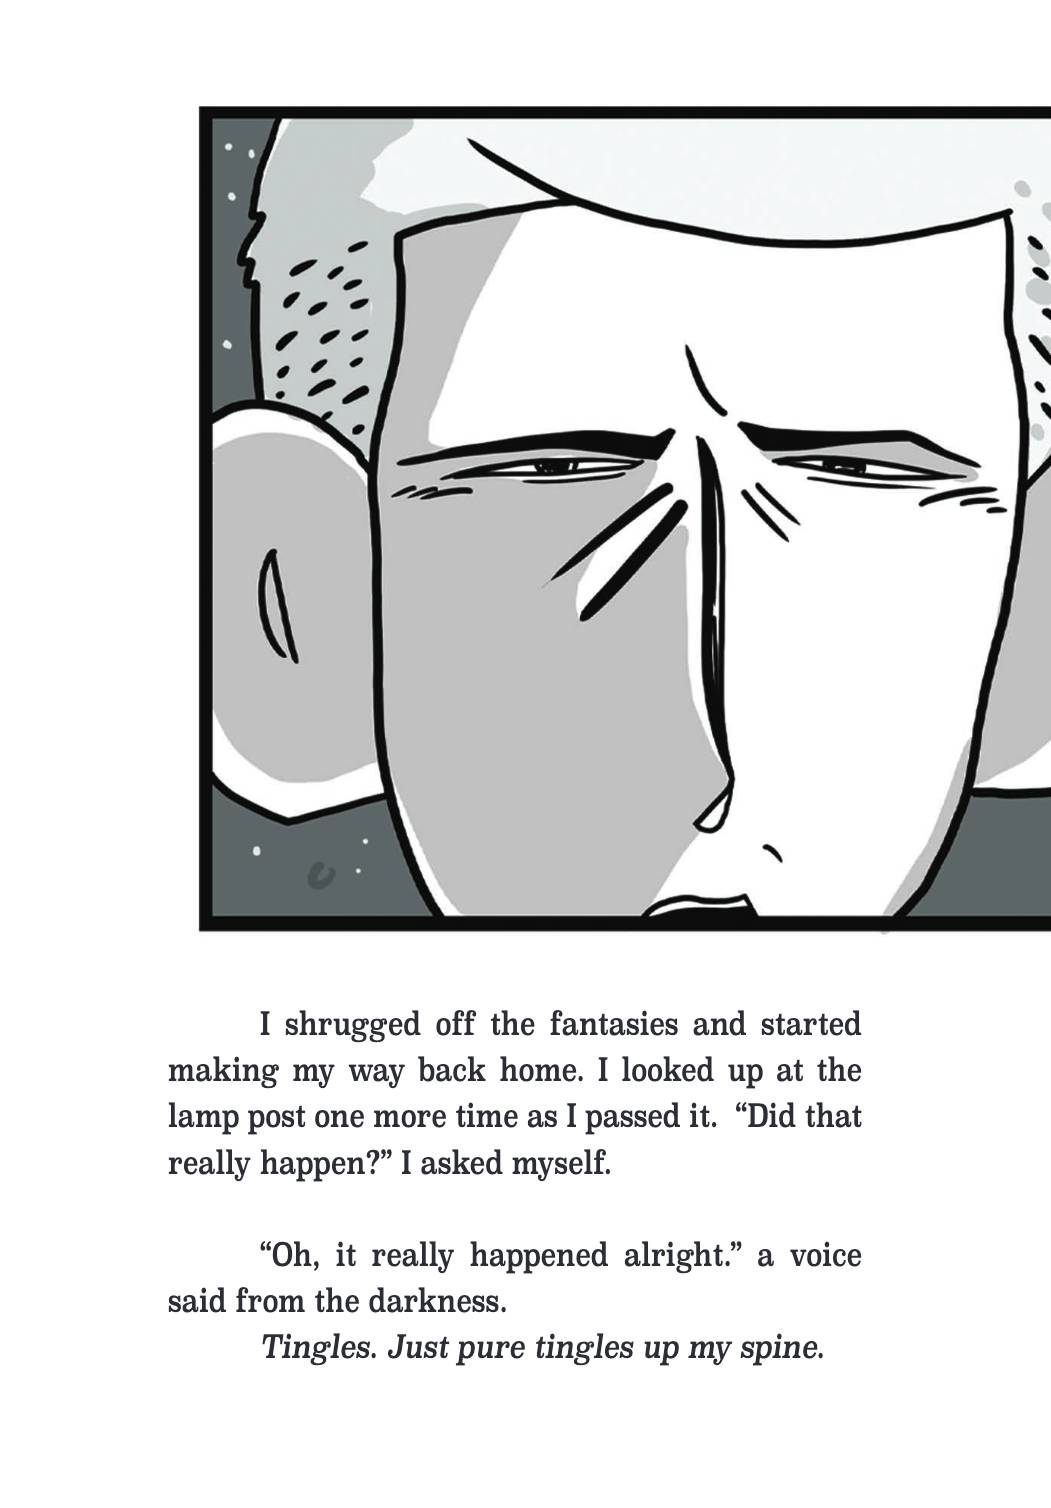 I shrugged off the fantasies and started
making my way back home. I looked up at the
lamp post one more time as I passed it.  “Did that
really happen?” I asked myself.
“Oh, it really happened alright.” a voice
said from the darkness.
Tingles. Just pure tingles up my spine.